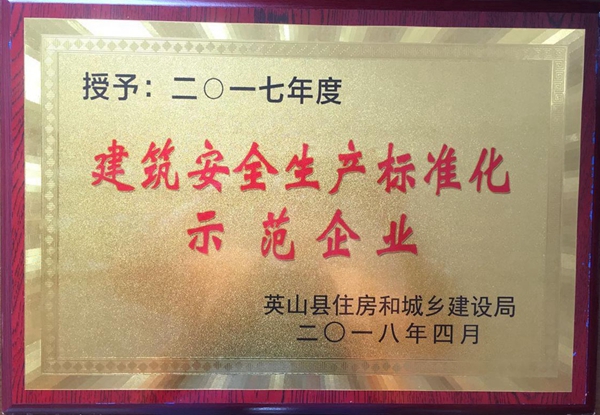 授予：二〇一七年度
建筑安全生产标准化
示范企业
英山县住房和城乡建设局
二〇一八年四月